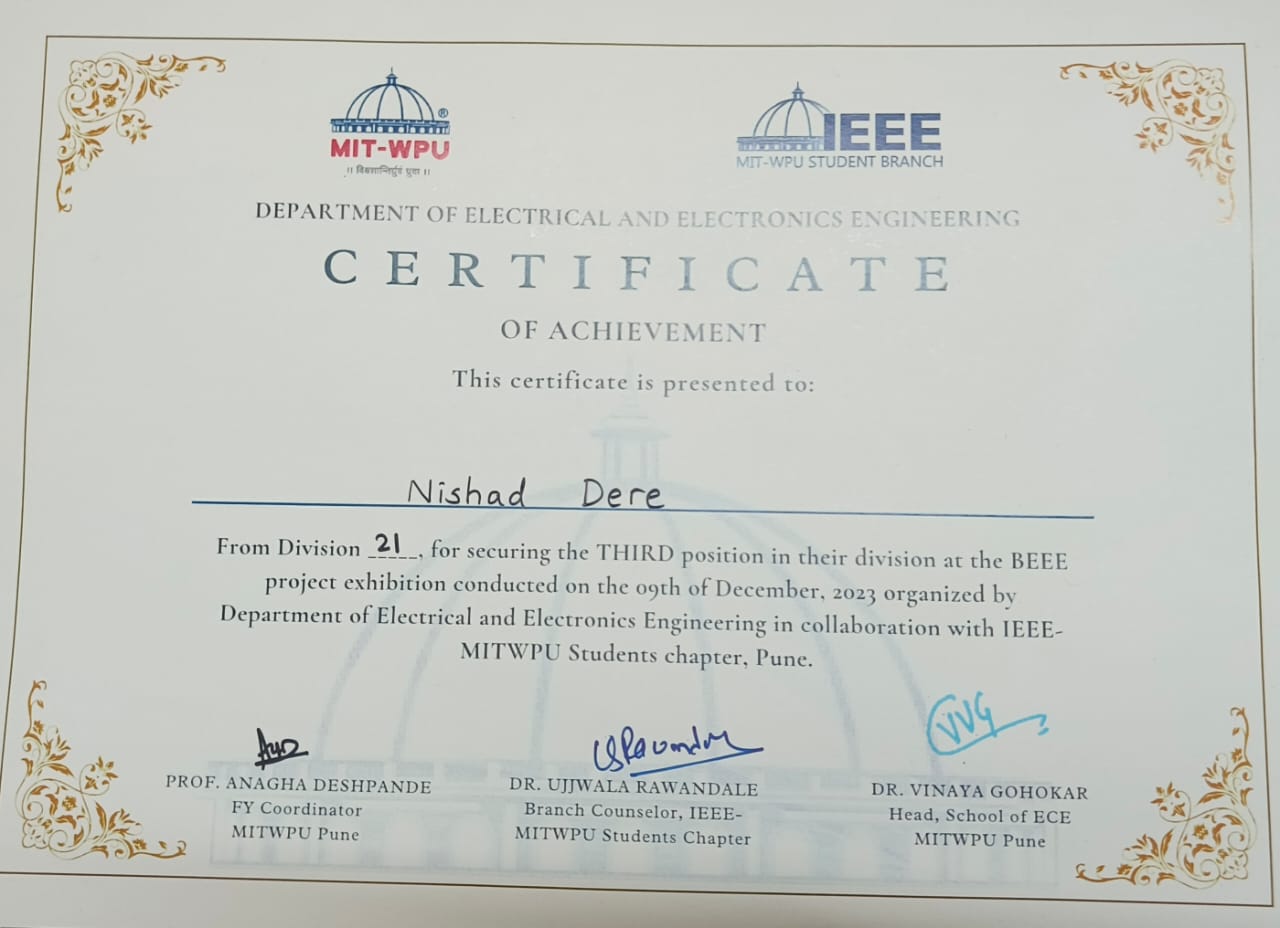 MIT-WPU
®
IEEE
MIT-WPU STUDENT BRANCH
DEPARTMENT OF ELECTRICAL AND ELECTRONICS ENGINEERING
CERTIFICATE
OF ACHIEVEMENT
This certificate is presented to:
Nishad Dere
From Division 21, for securing the THIRD position in their division at the BEEE
project exhibition conducted on the 09th of December, 2023 organized by
Department of Electrical and Electronics Engineering in collaboration with IEEE-
MITWPU Students chapter, Pune.
VVG
PROF. ANAGHA DESHPANDE
FY Coordinator
MITWPU Pune
DR. UJJWALA RAWANDALE
Branch Counselor, IEEE-
MITWPU Students Chapter
DR. VINAYA GOHOKAR
Head, School of ECE
MITWPU Pune